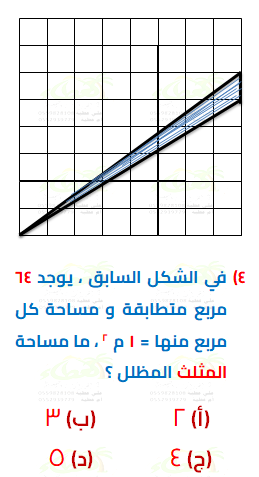 ٤) في الشكل السابق ، يوجد ٦٤
مربع متطابقة و مساحة كل
مربع منها = ١ م ٢ ، ما مساحة
المثلث المظلل ؟
(أ) ٢ (ب) ٣
(ج) ٤ (د) ٥